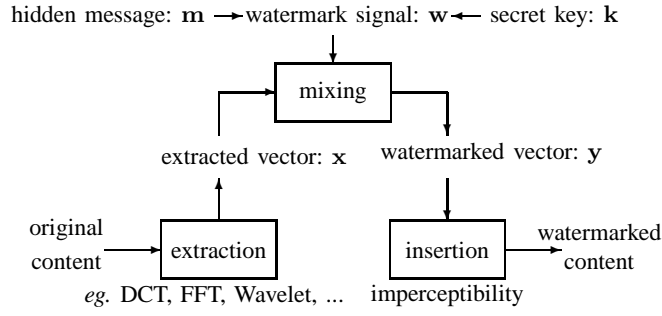 hidden message: m watermark signal: w secret key: k
mixing
extracted vector: x watermarked vector: y
original content
extraction
insertion
watermarked content
eg. DCT, FFT, Wavelet, ... imperceptibility